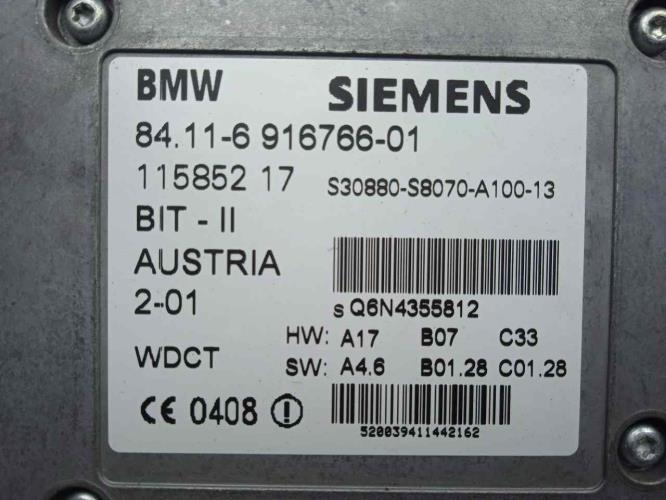 BMW SIEMENS
84.11-6 916766-01
115852 17 S30880-S8070-A100-13
BIT - II
AUSTRIA
2-01 s Q6N4355812
HW: A17 B07 C33
WDCT SW: A4.6 B01.28 C01.28
CE 0408
520039411442162